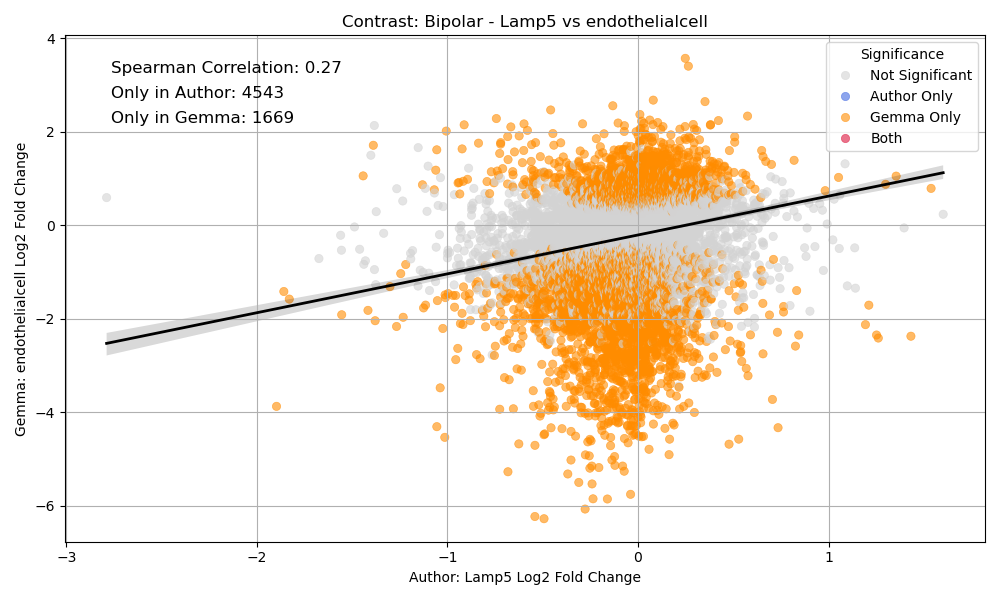 Contrast: Bipolar - Lamp5 vs endothelialcell
Spearman Correlation: 0.27
Only in Author: 4543
Only in Gemma: 1669
Significance
Not Significant
Author Only
Gemma Only
Both
Gemma: endothelialcell Log2 Fold Change
4
2
0
−2
−4
−6
−3
−2
−1
0
1
Author: Lamp5 Log2 Fold Change